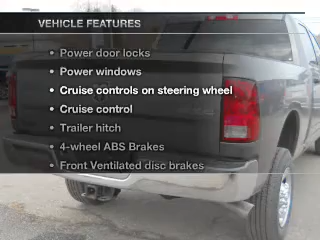 VEHICLE FEATURES
• Power door locks
• Power windows
• Cruise controls on steering wheel
• Cruise control
• Trailer hitch
• 4-wheel ABS Brakes
• Front Ventilated disc brakes